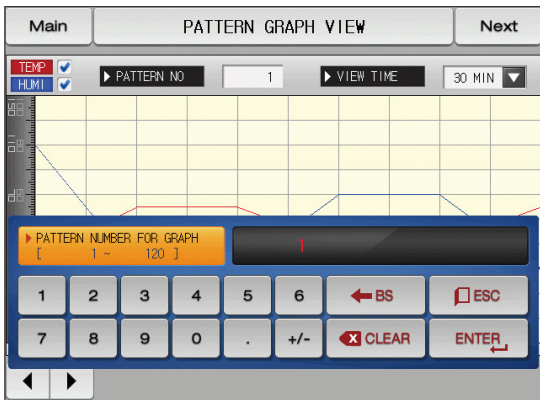 Main PATTERN GRAPH VIEW Next
TEMP
HUMI
PATTERN NO 1 VIEW TIME 30 MIN
PATTERN NUMBER FOR GRAPH
[ 1 ~ 120 ]
1
1 2 3 4 5 6 BS ESC
7 8 9 0 . +/- CLEAR ENTER